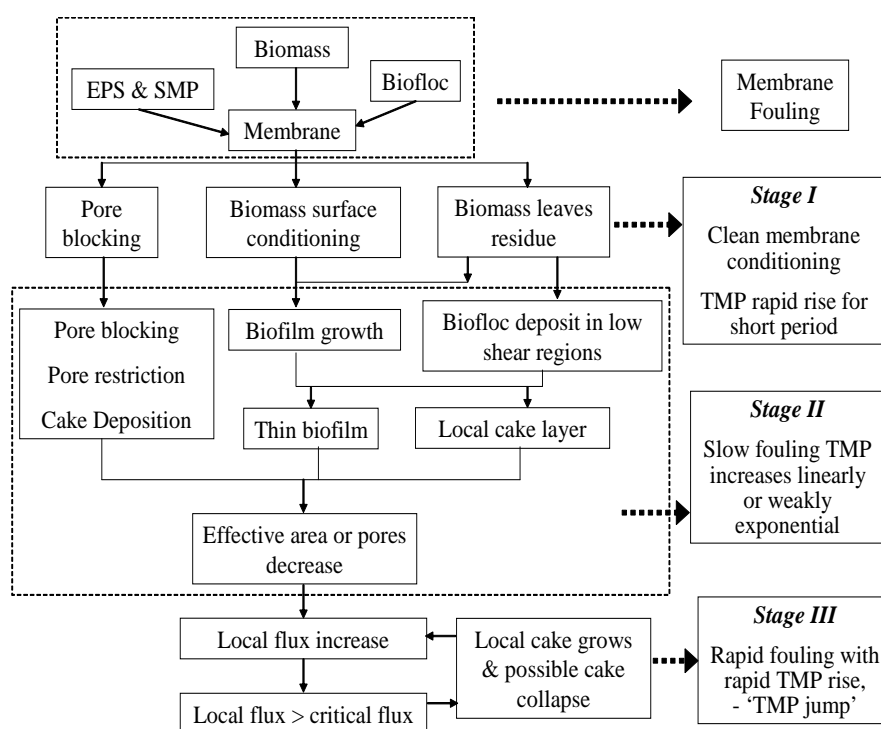 Biomass
EPS & SMP
Biofloc
Membrane
Membrane
Fouling
Pore
blocking
Biomass surface
conditioning
Biomass leaves
residue
Stage I
Clean membrane
conditioning
TMP rapid rise for
short period
Pore blocking
Pore restriction
Cake Deposition
Biofilm growth
Biofloc deposit in low
shear regions
Thin biofilm
Local cake layer
Stage II
Slow fouling TMP
increases linearly
or weakly
exponential
Effective area or pores
decrease
Local flux increase
Local cake grows
& possible cake
collapse
Local flux > critical flux
Stage III
Rapid fouling with
rapid TMP rise,
- ‘TMP jump’